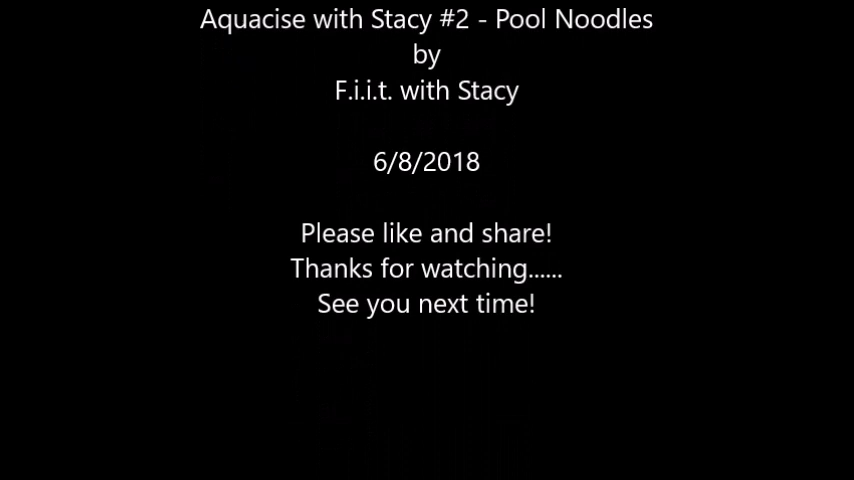 Aquacise with Stacy #2 - Pool Noodles
by
F.i.i.t. with Stacy
6/8/2018
Please like and share!
Thanks for watching......
See you next time!